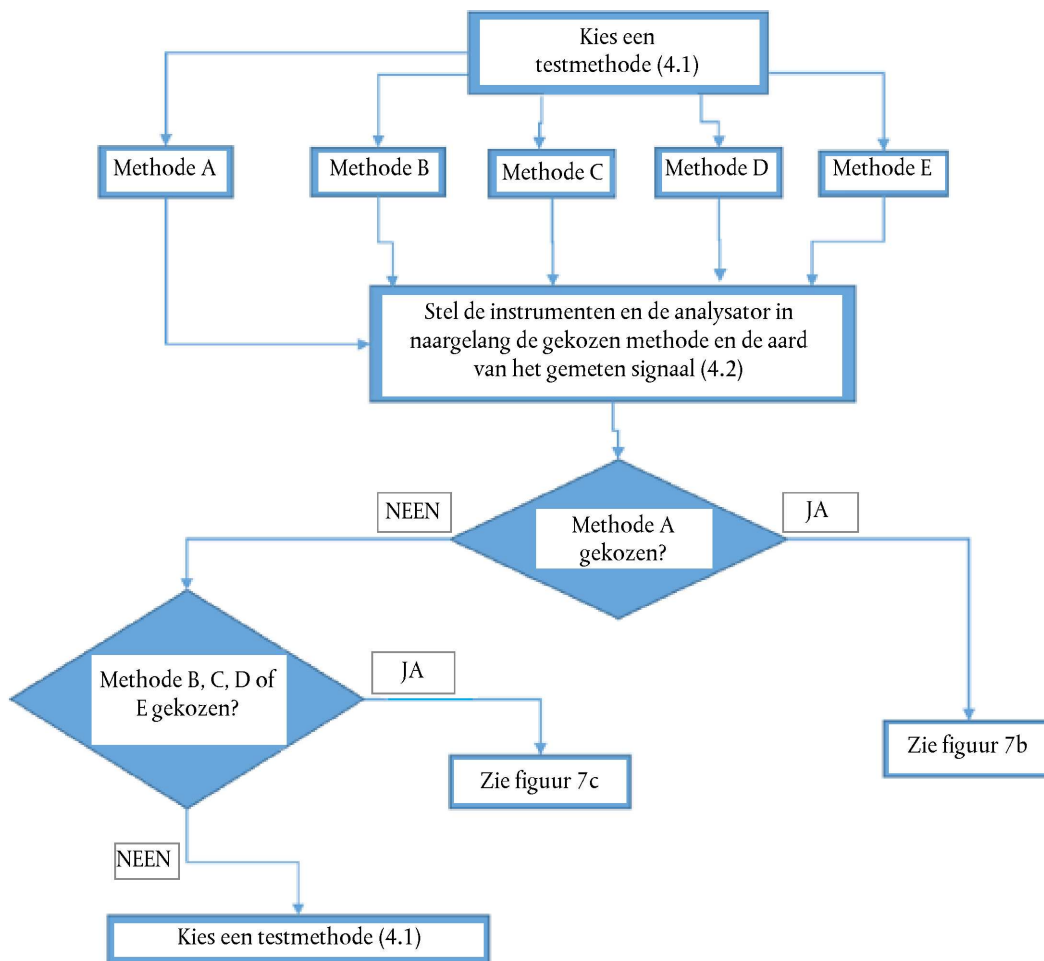 Kies een
testmethode (4.1)
Methode A
Methode B
Methode C
Methode D
Methode E
Stel de instrumenten en de analysator in
naargelang de gekozen methode en de aard
van het gemeten signaal (4.2)
NEEN
JA
Methode A
gekozen?
Methode B, C, D of
E gekozen?
JA
Zie figuur 7c
Zie figuur 7b
NEEN
Kies een testmethode (4.1)